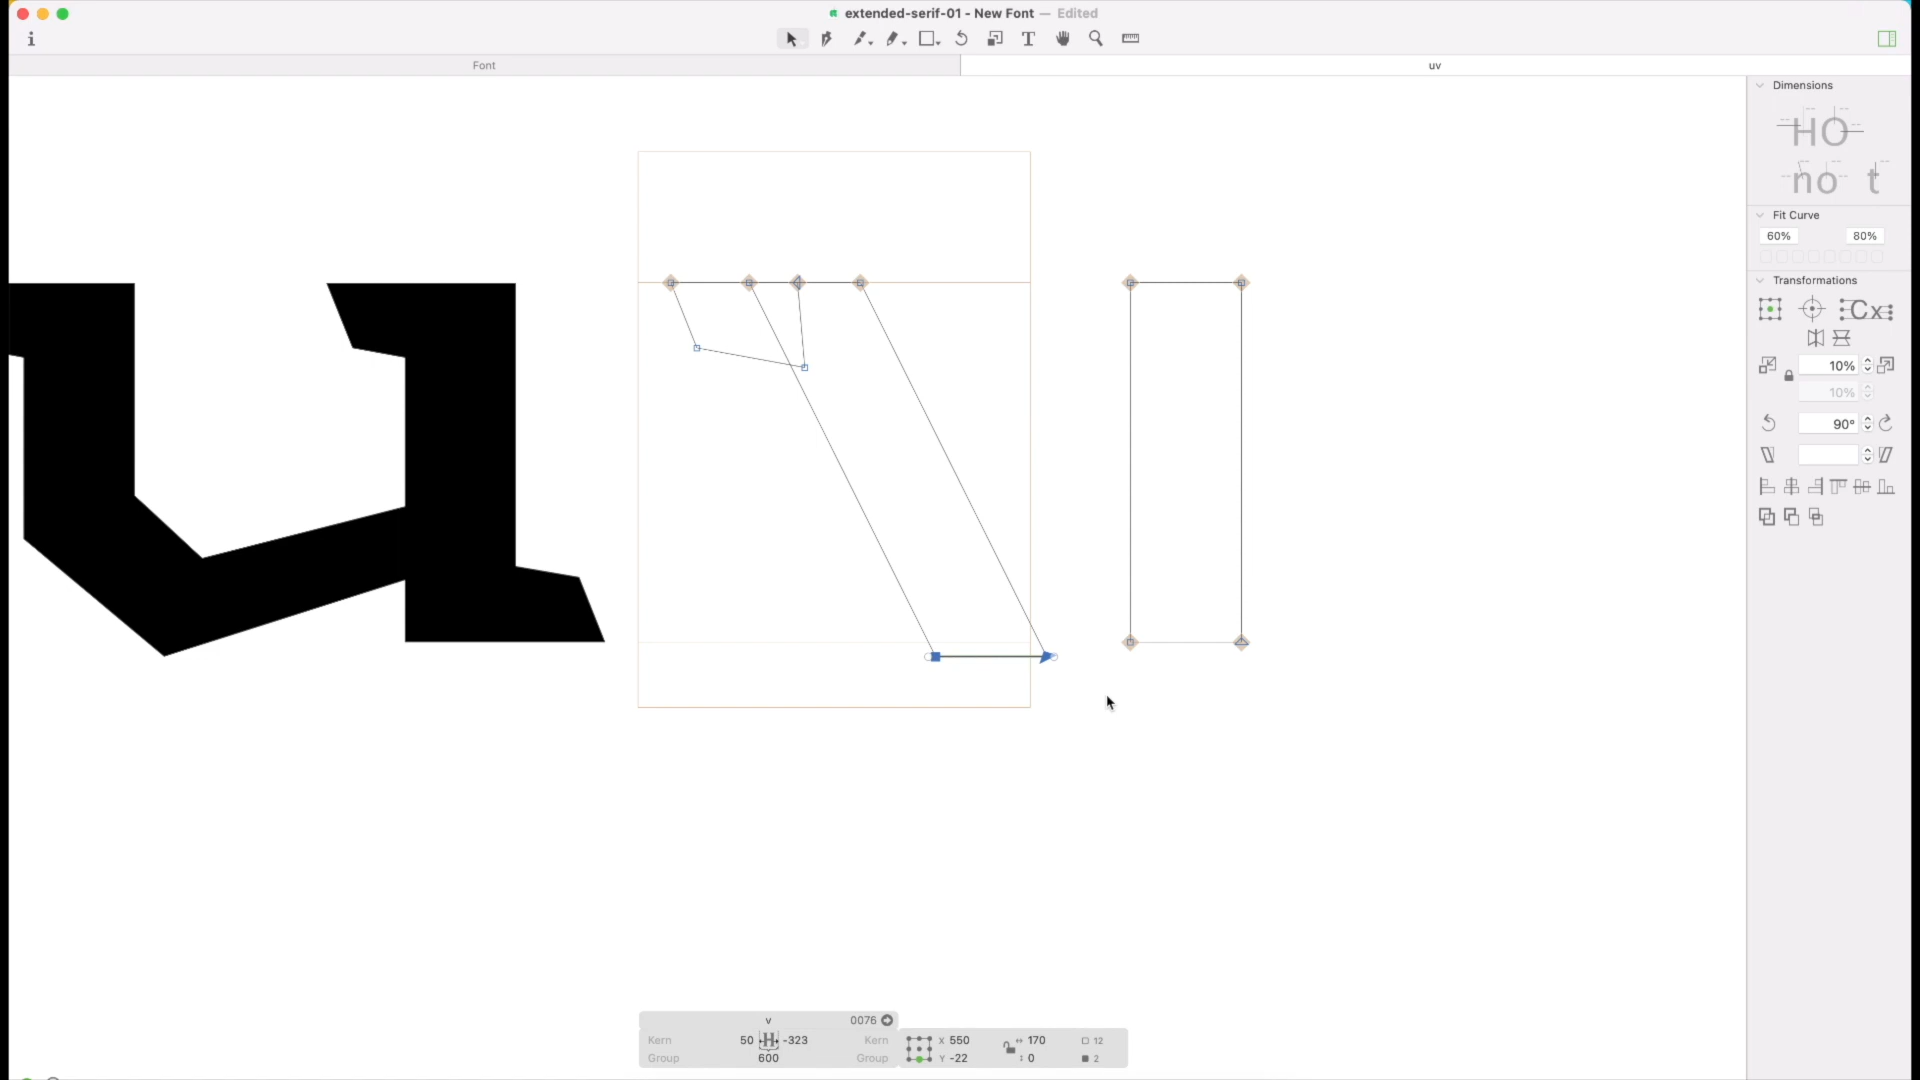 extended-serif-01 - New Font — Edited
Font
uv
Dimensions
HO
no t
Fit Curve
60% 80%
Transformations
Cx
10%
10%
90°
v 0076
Kern 50 H -323 Kern
Group 600 Group
X 550 170 12
Y -22 0 2